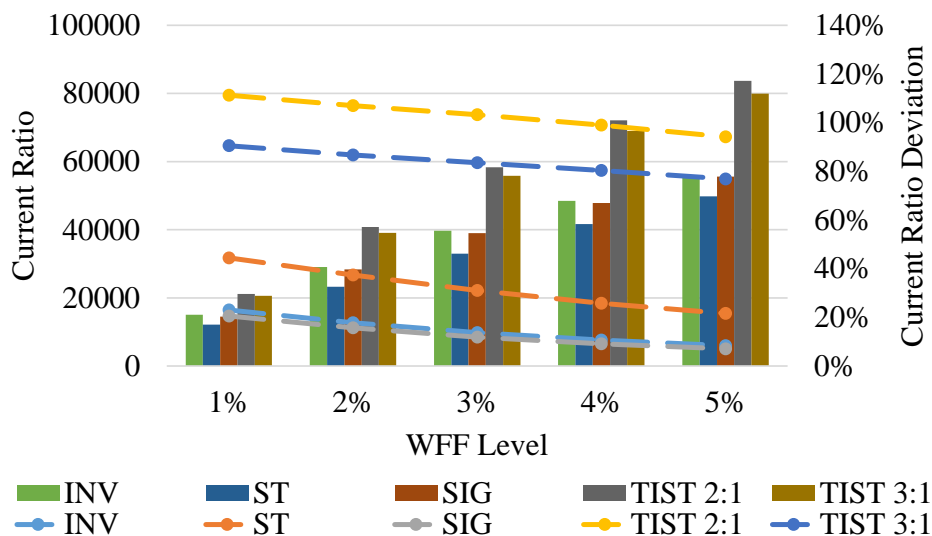 100000
80000
60000
40000
20000
0
Current Ratio
140%
120%
100%
80%
60%
40%
20%
0%
Current Ratio Deviation
1% 2% 3% 4% 5%
WFF Level
INV ST SIG TIST 2:1 TIST 3:1
INV ST SIG TIST 2:1 TIST 3:1